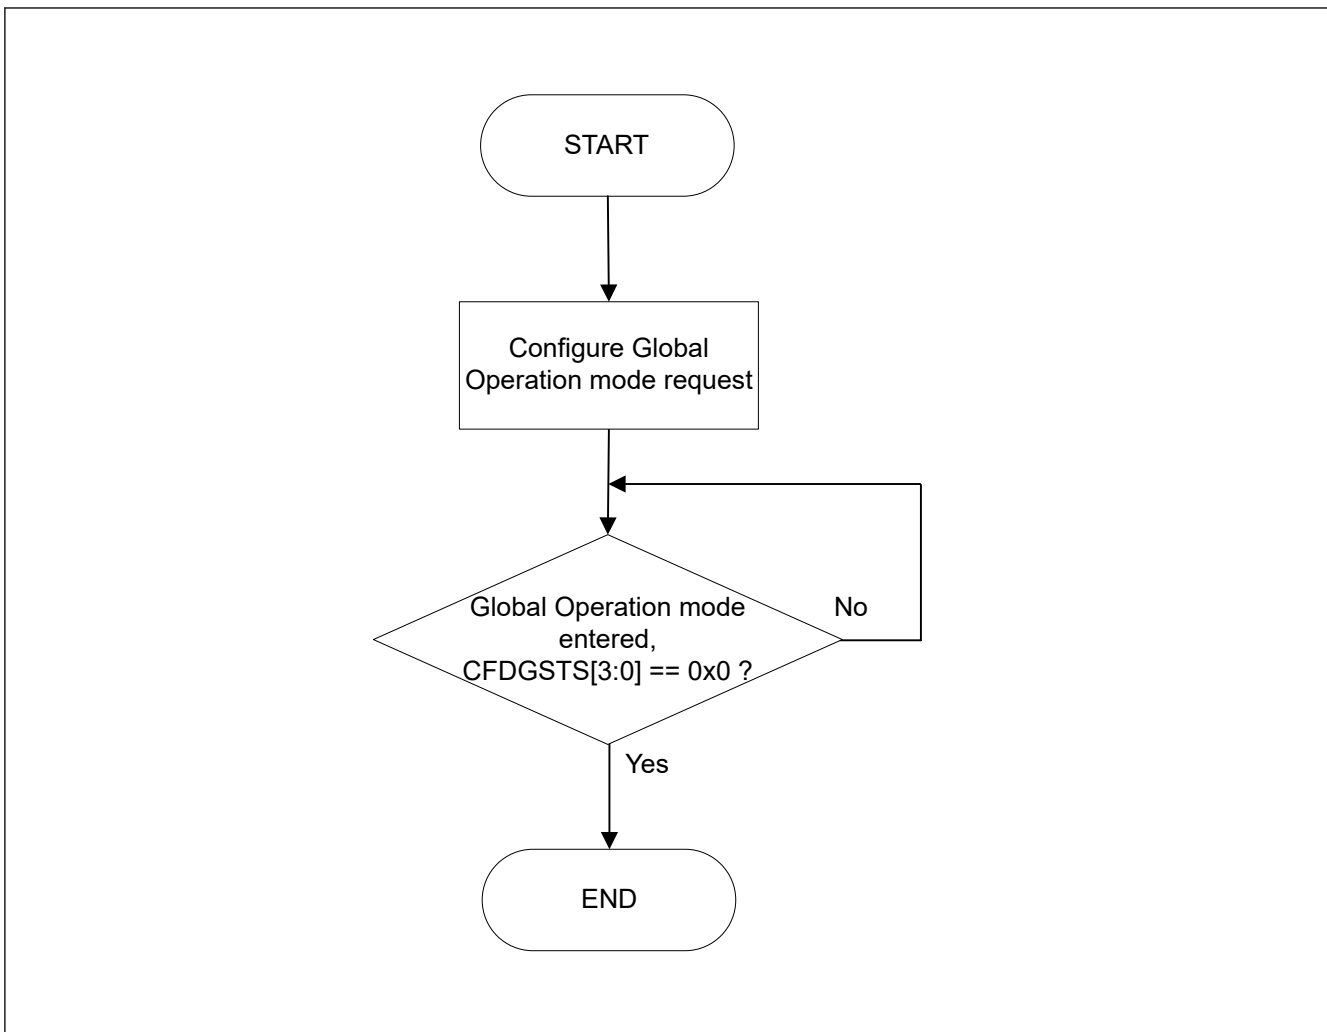 START
Configure Global
Operation mode request
Global Operation mode
entered,
CFDGSTS[3:0] == 0x0 ?
No
Yes
END